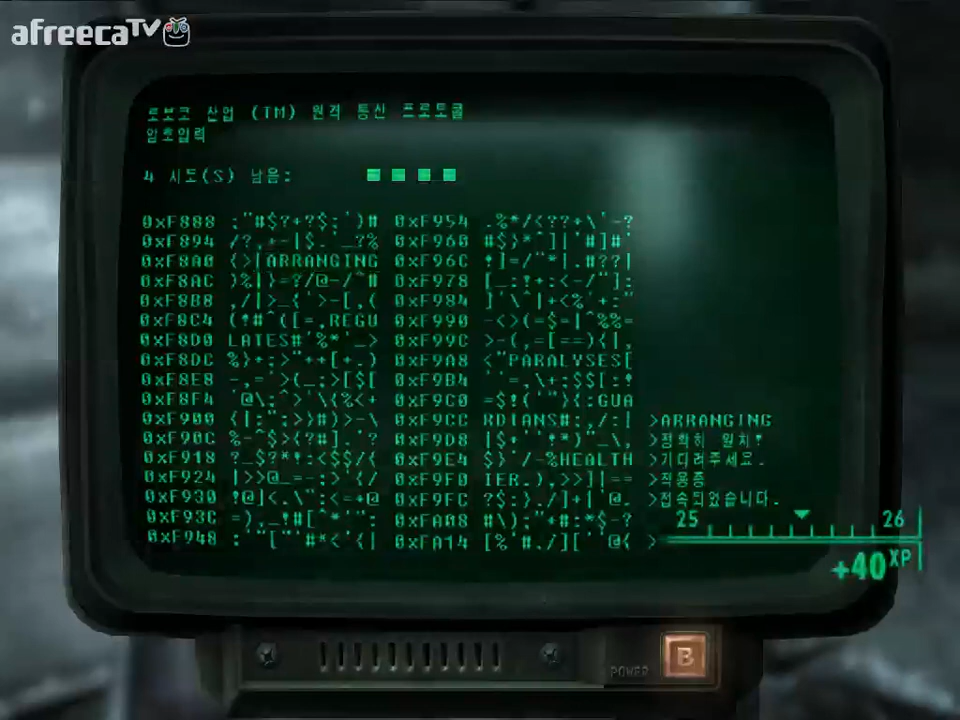 afreecaTV
로보코 산업 (TM) 원격 통신 프로토콜
암호입력
4 시도(S) 남음:
0xF888 :"#$?+?$;')# 0xF954 .%*/<??+\'-?
0xF894 /?,+-|$.`_?% 0xF960 #$}*`]|'#]#`
0xF8A0 {>|ARRANGING 0xF96C !]=/"*|.#??|
0xF8AC )%|}=?/@-/^# 0xF978 [_:!+:<-/"]:
0xF8B8 ,/|>_{`>-[,( 0xF984 ]'\^|+<%'+:"
0xF8C4 (!#^([=,REGU 0xF990 -<>(=$=|^%%=
0xF8D0 LATES#'%*._> 0xF99C >-(,=[==){|,
0xF8DC %}+;>"++[+.) 0xF9A8 <"PARALYSES[
0xF8E8 -,='>(_:>[$[ 0xF9B4 `'=,\+:$$[:!
0xF8F4 `@\:^>`\{%<+ 0xF9C0 =$!(`"}{:GUA
0xF900 {|:":>}#)>-\ 0xF9CC RDIANS#:,/:| >ARRANGING
0xF90C %-^$>{?#].'? 0xF9D8 |$+''!*)"_\, >정확히 일치!
0xF918 ?_$?*!:<$$/{ 0xF9E4 $}'/-%HEALTH >기다려주세요.
0xF924 |>>@_=-:>`{/ 0xF9F0 IER.),>>]|== >적용중
0xF930 !@]<.\":<=+@ 0xF9FC ?$:}./]+|'@. >접속되었습니다.
0xF93C =),_!#[^*'": 0xFA08 #\);"+#:*$-?
0xF948 :'"["'#*<'{| 0xFA14 [%'#./][`'@{ >
25 26
+40XP
POWER
B